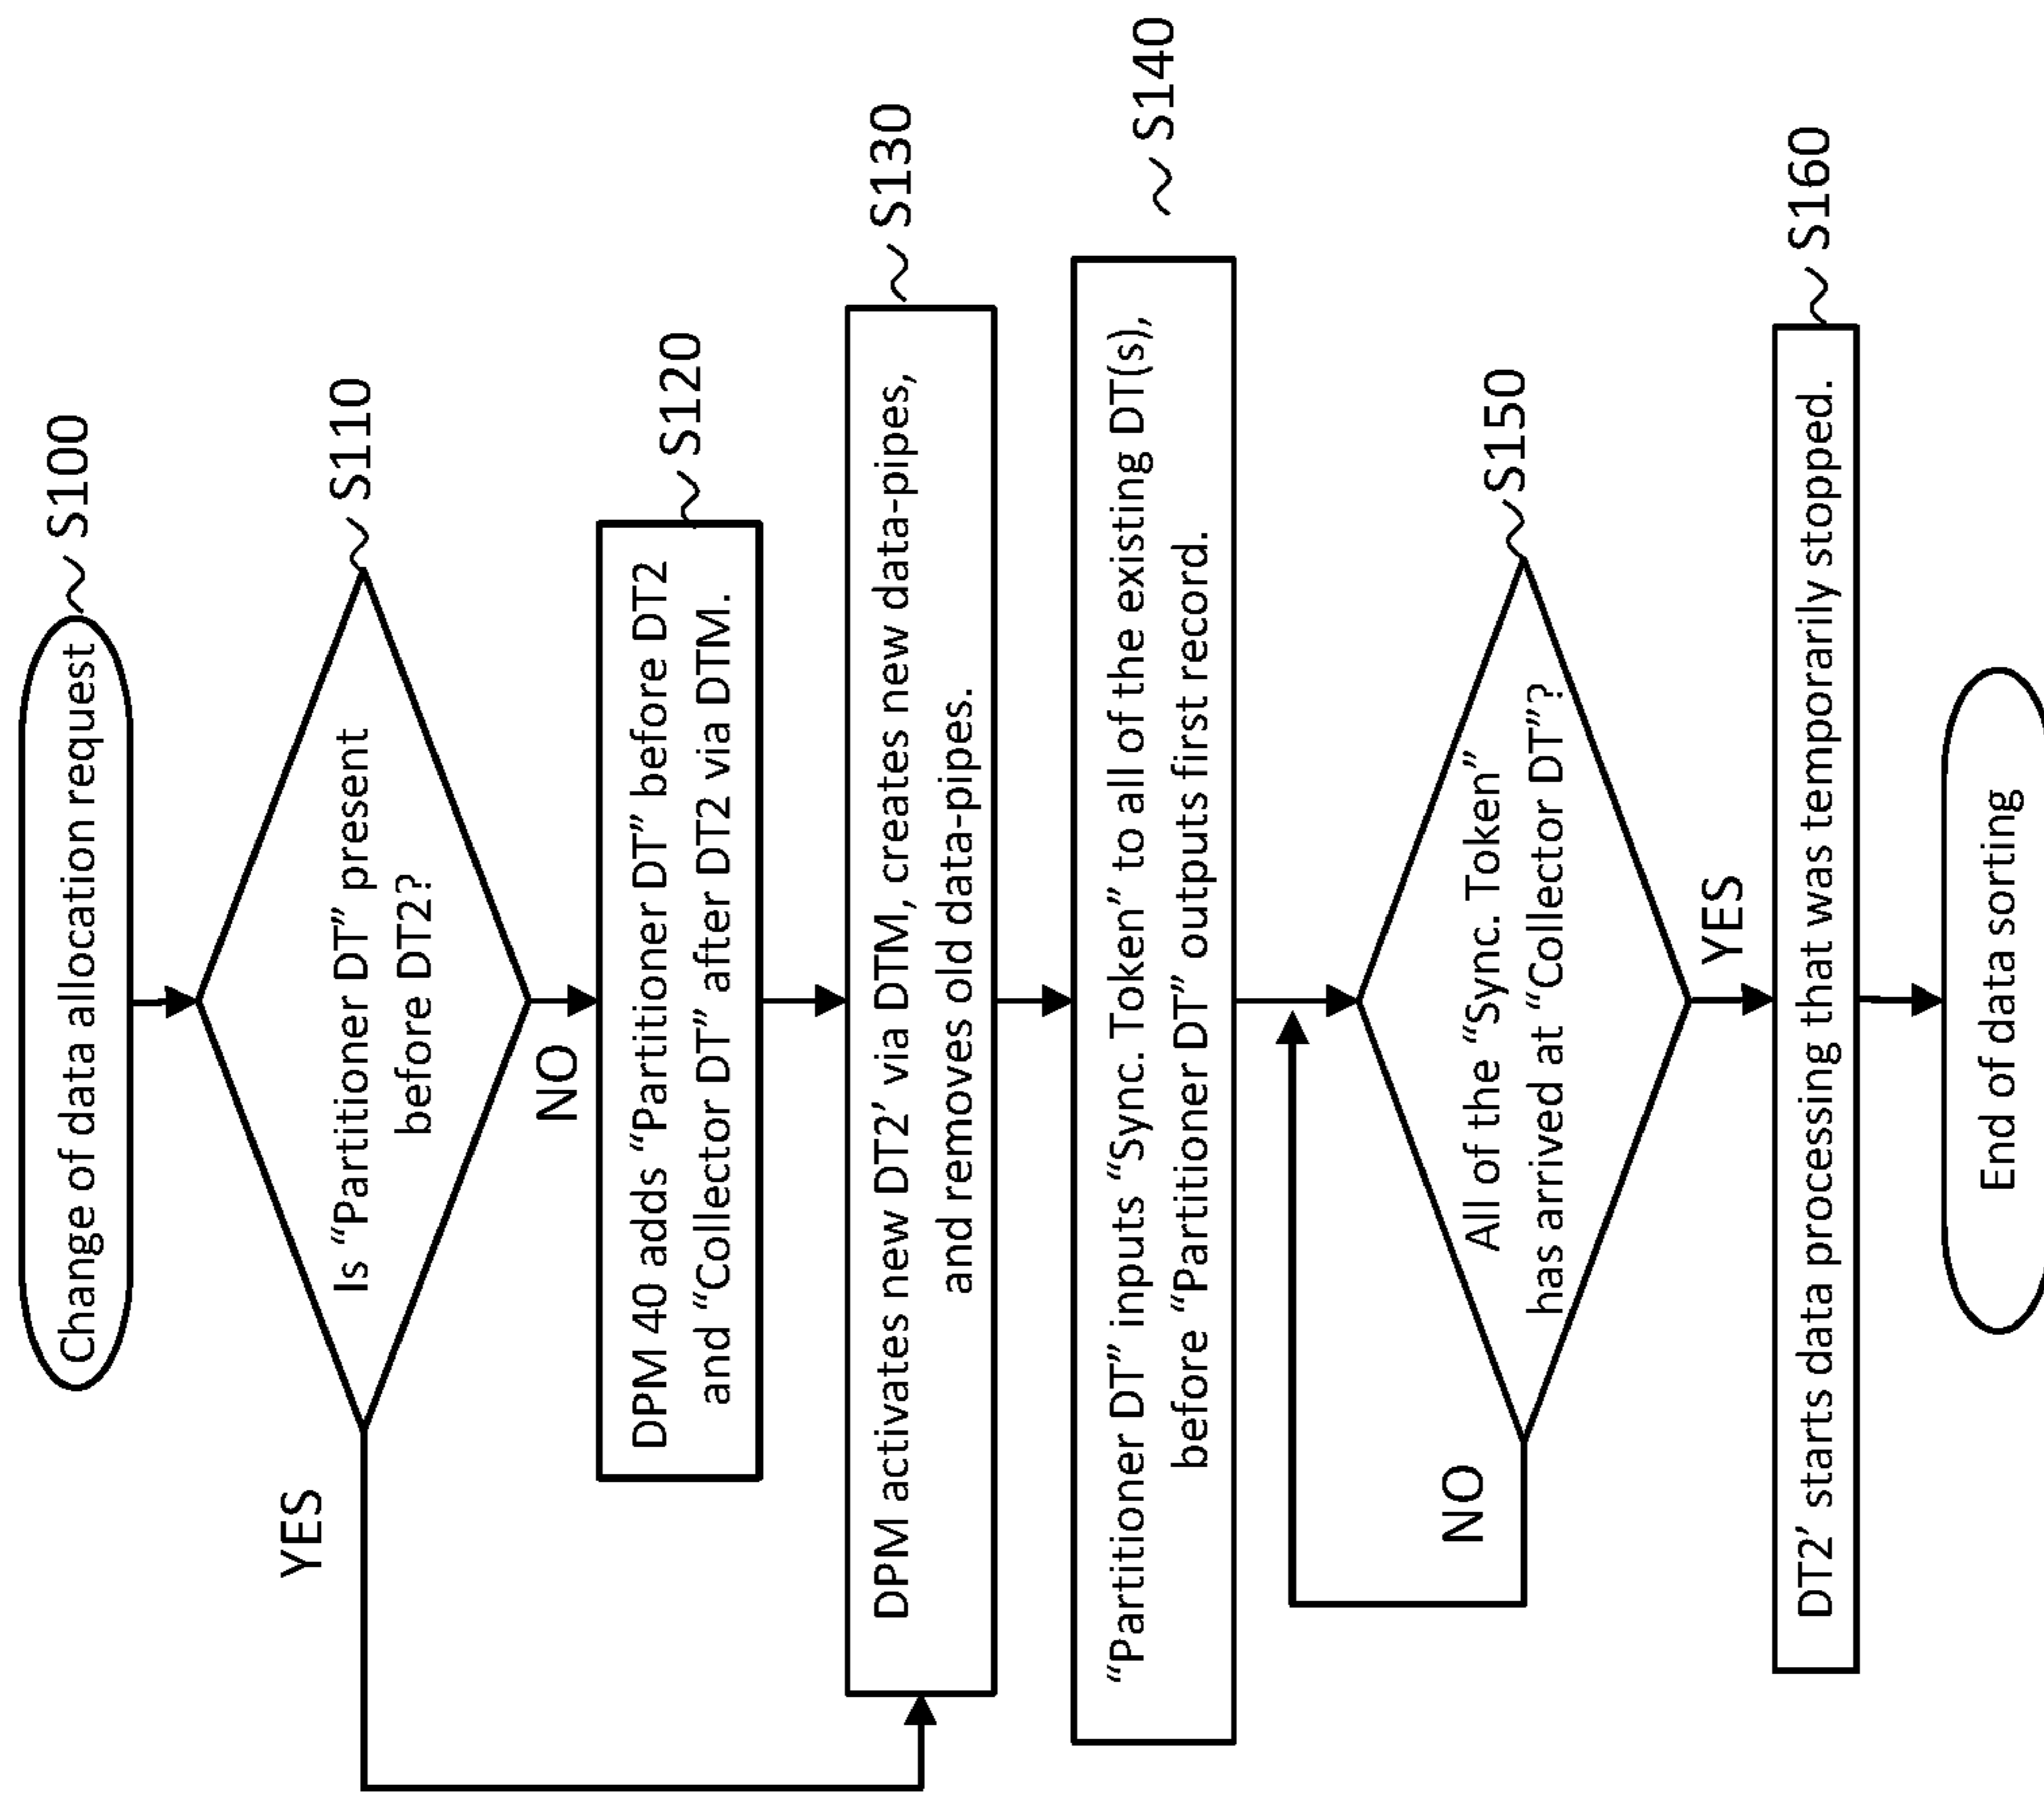 Change of data allocation request
S100
Is “Partitioner DT” present
before DT2?
S110
YES
NO
DPM 40 adds “Partitioner DT” before DT2
and “Collector DT” after DT2 via DTM.
S120
DPM activates new DT2’ via DTM, creates new data-pipes,
and removes old data-pipes.
S130
“Partitioner DT” inputs “Sync. Token” to all of the existing DT(s),
before “Partitioner DT” outputs first record.
S140
All of the “Sync. Token”
has arrived at “Collector DT”?
S150
NO
YES
DT2’ starts data processing that was temporarily stopped.
S160
End of data sorting